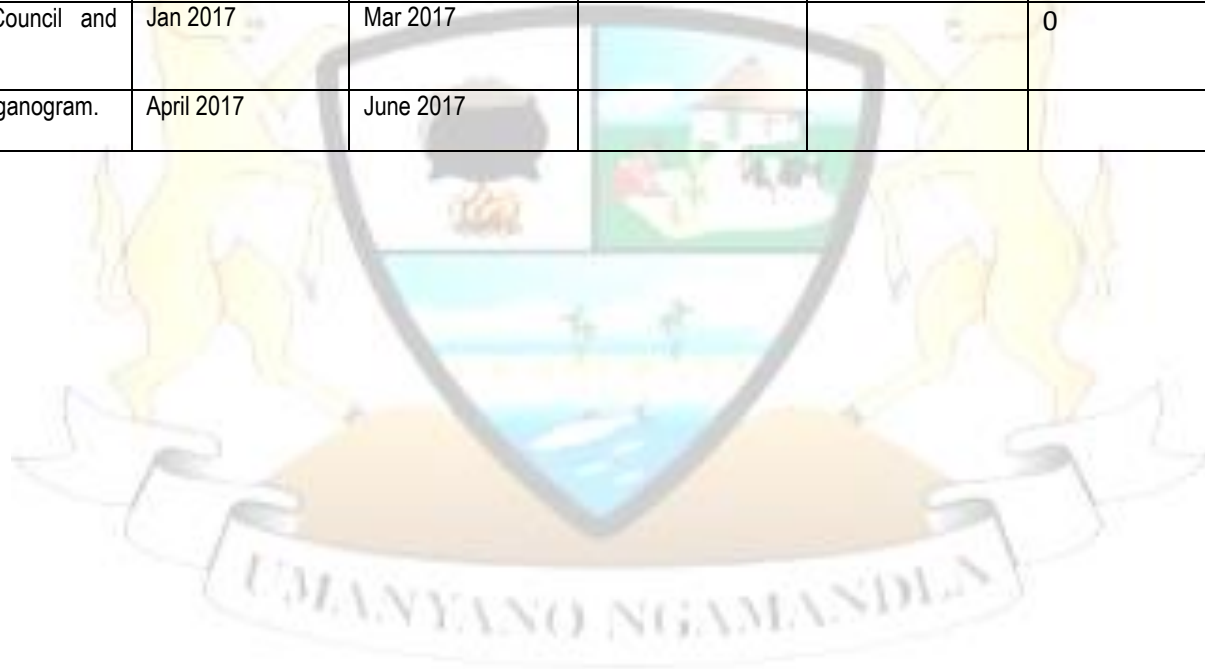 Council and Jan 2017 Mar 2017 0
ganogram. April 2017 June 2017
UMANYANO NGAMANDLA